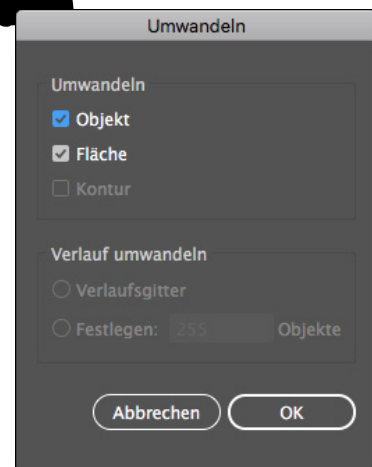 Umwandeln
Umwandeln
Objekt
Fläche
Kontur
Verlauf umwandeln
Verlaufsgitter
Festlegen: 255 Objekte
Abbrechen OK